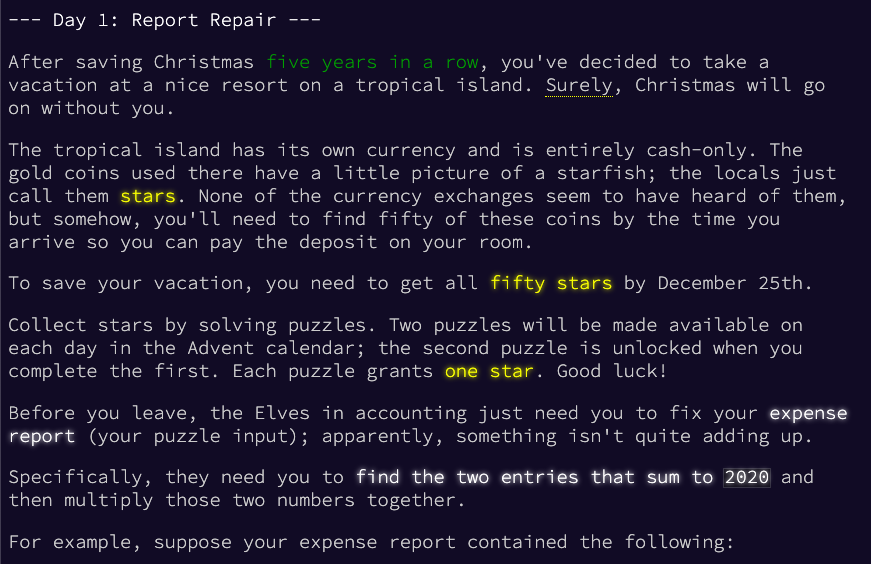 --- Day 1: Report Repair ---
After saving Christmas five years in a row, you've decided to take a
vacation at a nice resort on a tropical island. Surely, Christmas will go
on without you.
The tropical island has its own currency and is entirely cash-only. The
gold coins used there have a little picture of a starfish; the locals just
call them stars. None of the currency exchanges seem to have heard of them,
but somehow, you'll need to find fifty of these coins by the time you
arrive so you can pay the deposit on your room.
To save your vacation, you need to get all fifty stars by December 25th.
Collect stars by solving puzzles. Two puzzles will be made available on
each day in the Advent calendar; the second puzzle is unlocked when you
complete the first. Each puzzle grants one star. Good luck!
Before you leave, the Elves in accounting just need you to fix your expense
report (your puzzle input); apparently, something isn't quite adding up.
Specifically, they need you to find the two entries that sum to 2020 and
then multiply those two numbers together.
For example, suppose your expense report contained the following: